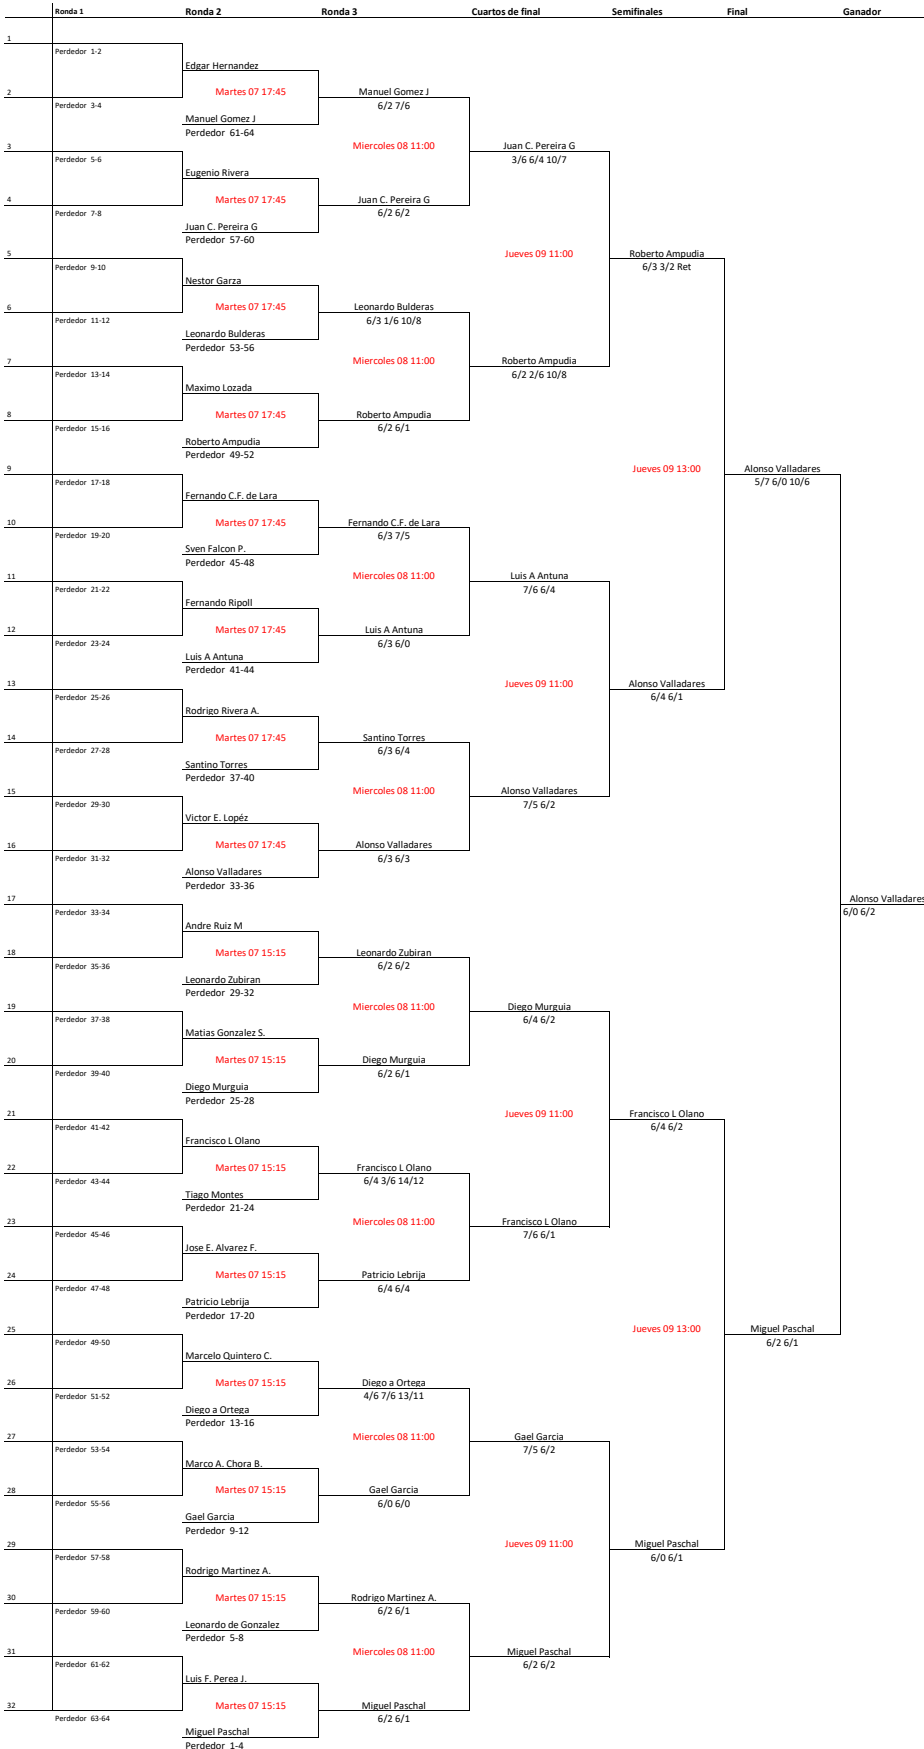 Ronda 1 Ronda 2 Ronda 3 Cuartos de final Semifinales Final Ganador
1
Perdedor 1-2
Edgar Hernandez
2 Martes 07 17:45 Manuel Gomez J
Perdedor 3-4 6/2 7/6
Manuel Gomez J
Perdedor 61-64
3 Miercoles 08 11:00 Juan C. Pereira G
Perdedor 5-6 3/6 6/4 10/7
Eugenio Rivera
4 Martes 07 17:45 Juan C. Pereira G
Perdedor 7-8 6/2 6/2
Juan C. Pereira G
Perdedor 57-60
5 Jueves 09 11:00 Roberto Ampudia
Perdedor 9-10 6/3 3/2 Ret
Nestor Garza
6 Martes 07 17:45 Leonardo Bulderas
Perdedor 11-12 6/3 1/6 10/8
Leonardo Bulderas
Perdedor 53-56
7 Miercoles 08 11:00 Roberto Ampudia
Perdedor 13-14 6/2 2/6 10/8
Maximo Lozada
8 Martes 07 17:45 Roberto Ampudia
Perdedor 15-16 6/2 6/1
Roberto Ampudia
Perdedor 49-52
9 Jueves 09 13:00 Alonso Valladares
Perdedor 17-18 5/7 6/0 10/6
Fernando C.F. de Lara
10 Martes 07 17:45 Fernando C.F. de Lara
Perdedor 19-20 6/3 7/5
Sven Falcon P.
Perdedor 45-48
11 Miercoles 08 11:00 Luis A Antuna
Perdedor 21-22 7/6 6/4
Fernando Ripoll
12 Martes 07 17:45 Luis A Antuna
Perdedor 23-24 6/3 6/0
Luis A Antuna
Perdedor 41-44
13 Jueves 09 11:00 Alonso Valladares
Perdedor 25-26 6/4 6/1
Rodrigo Rivera A.
14 Martes 07 17:45 Santino Torres
Perdedor 27-28 6/3 6/4
Santino Torres
Perdedor 37-40
15 Miercoles 08 11:00 Alonso Valladares
Perdedor 29-30 7/5 6/2
Victor E. Lopéz
16 Martes 07 17:45 Alonso Valladares
Perdedor 31-32 6/3 6/3
Alonso Valladares
Perdedor 33-36
17 Alonso Valladares
Perdedor 33-34 6/0 6/2
Andre Ruiz M
18 Martes 07 15:15 Leonardo Zubiran
Perdedor 35-36 6/2 6/2
Leonardo Zubiran
Perdedor 29-32
19 Miercoles 08 11:00 Diego Murguia
Perdedor 37-38 6/4 6/2
Matias Gonzalez S.
20 Martes 07 15:15 Diego Murguia
Perdedor 39-40 6/2 6/1
Diego Murguia
Perdedor 25-28
21 Jueves 09 11:00 Francisco L Olano
Perdedor 41-42 6/4 6/2
Francisco L Olano
22 Martes 07 15:15 Francisco L Olano
Perdedor 43-44 6/4 3/6 14/12
Tiago Montes
Perdedor 21-24
23 Miercoles 08 11:00 Francisco L Olano
Perdedor 45-46 7/6 6/1
Jose E. Alvarez F.
24 Martes 07 15:15 Patricio Lebrija
Perdedor 47-48 6/4 6/4
Patricio Lebrija
Perdedor 17-20
25 Jueves 09 13:00 Miguel Paschal
Perdedor 49-50 6/2 6/1
Marcelo Quintero C.
26 Martes 07 15:15 Diego a Ortega
Perdedor 51-52 4/6 7/6 13/11
Diego a Ortega
Perdedor 13-16
27 Miercoles 08 11:00 Gael Garcia
Perdedor 53-54 7/5 6/2
Marco A. Chora B.
28 Martes 07 15:15 Gael Garcia
Perdedor 55-56 6/0 6/0
Gael Garcia
Perdedor 9-12
29 Jueves 09 11:00 Miguel Paschal
Perdedor 57-58 6/0 6/1
Rodrigo Martinez A.
30 Martes 07 15:15 Rodrigo Martinez A.
Perdedor 59-60 6/2 6/1
Leonardo de Gonzalez
Perdedor 5-8
31 Miercoles 08 11:00 Miguel Paschal
Perdedor 61-62 6/2 6/2
Luis F. Perea J.
32 Martes 07 15:15 Miguel Paschal
Perdedor 63-64 6/2 6/1
Miguel Paschal
Perdedor 1-4